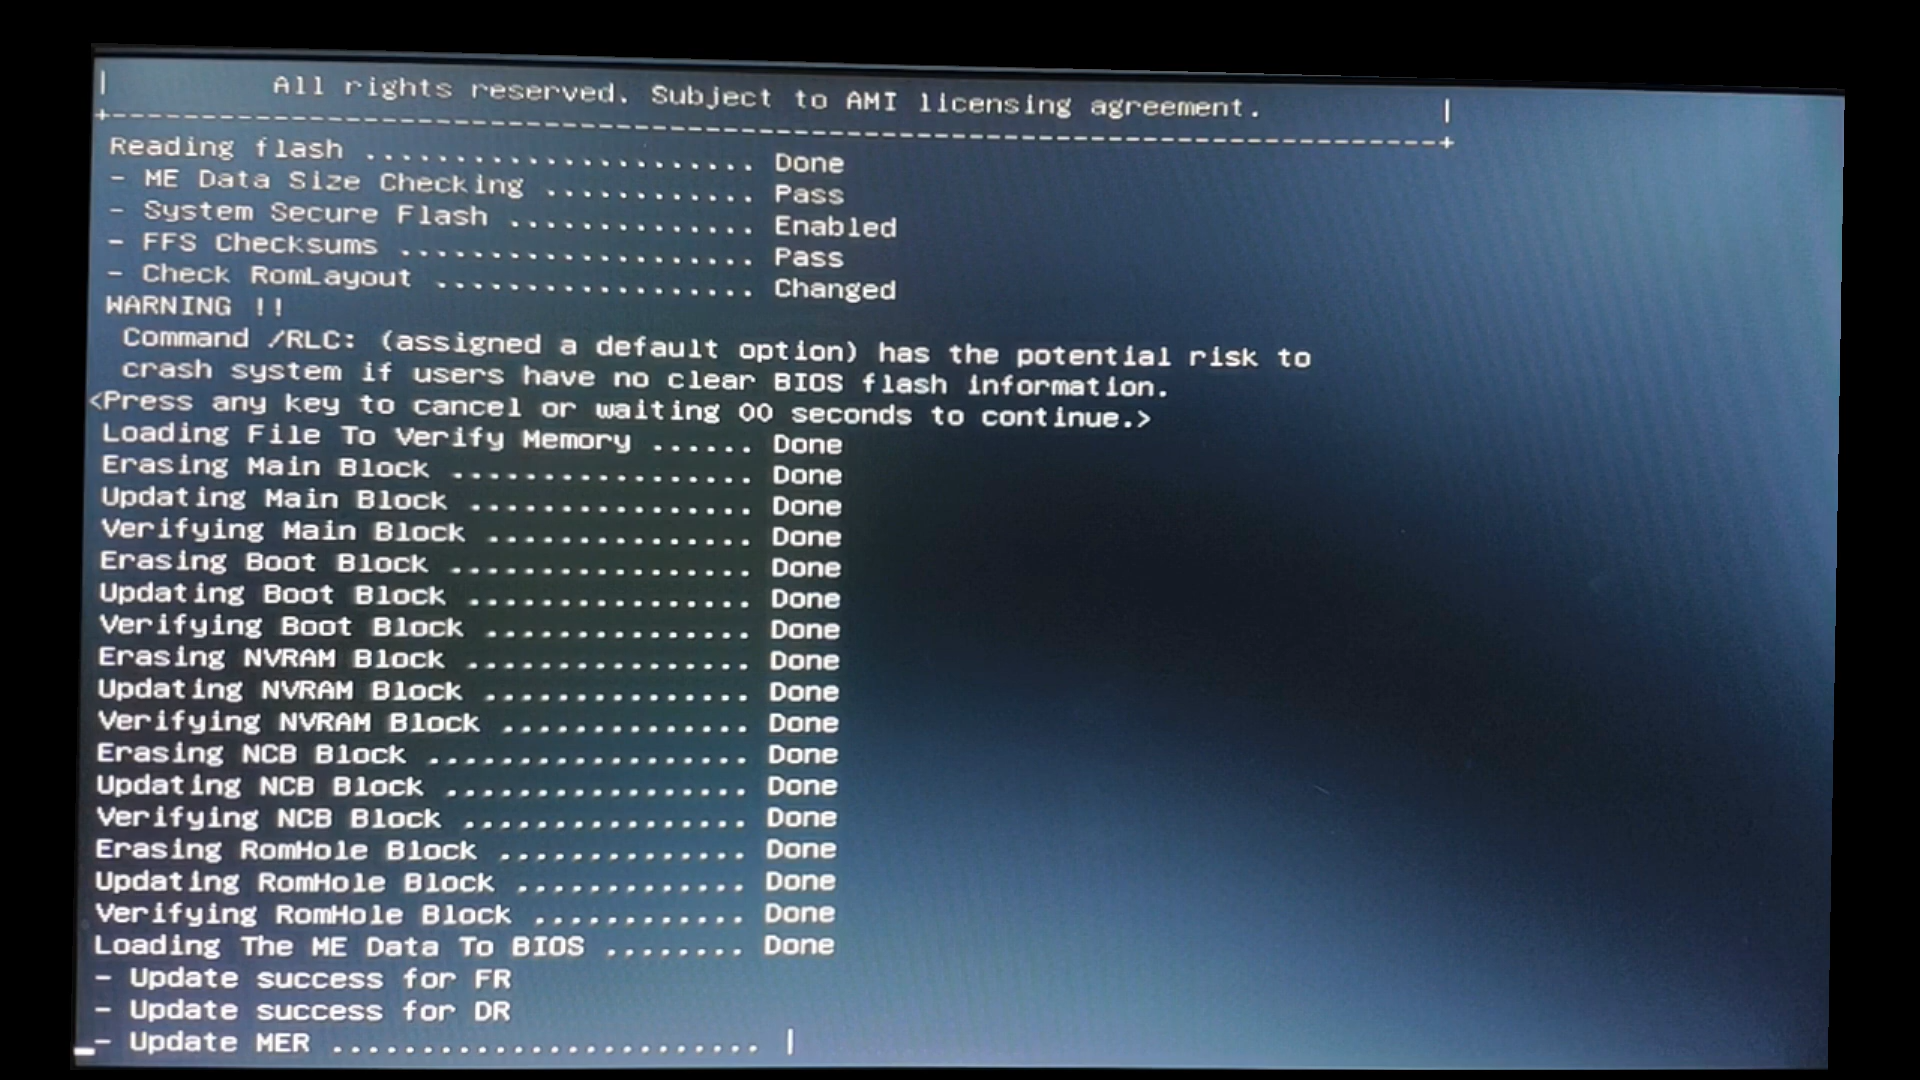 |         All rights reserved. Subject to AMI licensing agreement.          |
+---------------------------------------------------------------------------+
Reading flash ...................... Done
- ME Data Size Checking ............ Pass
- System Secure Flash .............. Enabled
- FFS Checksums .................... Pass
- Check RomLayout .................. Changed
WARNING !!
Command /RLC: (assigned a default option) has the potential risk to
crash system if users have no clear BIOS flash information.
<Press any key to cancel or waiting 00 seconds to continue.>
Loading File To Verify Memory ...... Done
Erasing Main Block ................. Done
Updating Main Block ................ Done
Verifying Main Block ............... Done
Erasing Boot Block ................. Done
Updating Boot Block ................ Done
Verifying Boot Block ............... Done
Erasing NVRAM Block ................ Done
Updating NVRAM Block ............... Done
Verifying NVRAM Block .............. Done
Erasing NCB Block .................. Done
Updating NCB Block ................. Done
Verifying NCB Block ................ Done
Erasing RomHole Block .............. Done
Updating RomHole Block ............. Done
Verifying RomHole Block ............ Done
Loading The ME Data To BIOS ........ Done
- Update success for FR
- Update success for DR
- Update MER ........................ |